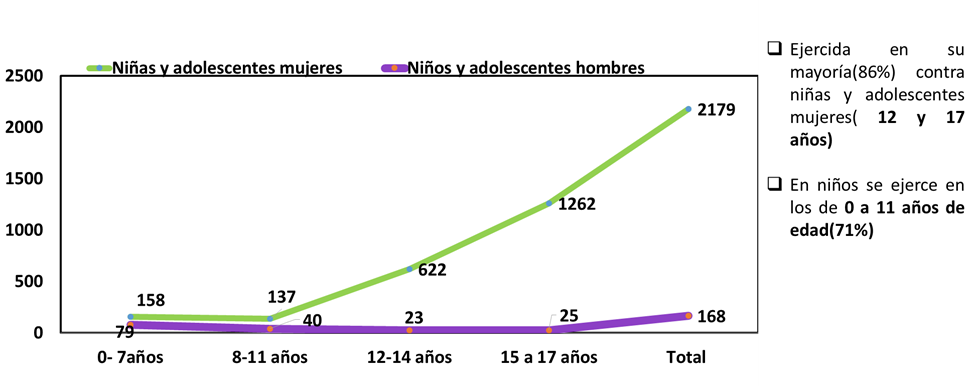 Niñas y adolescentes mujeres
Niños y adolescentes hombres
2500
2000
1500
1000
500
0
2179
1262
622
158
137
79
40
23
25
168
0- 7años
8-11 años
12-14 años
15 a 17 años
Total
Ejercida en su
mayoría(86%) contra
niñas y adolescentes
mujeres( 12 y 17
años)
En niños se ejerce en
los de 0 a 11 años de
edad(71%)